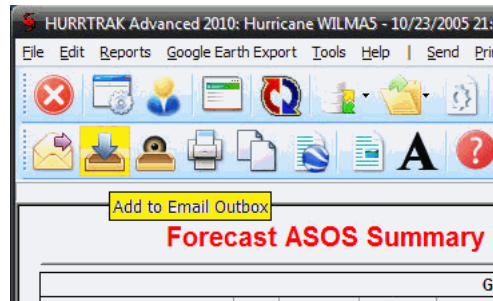 HURRTRAK Advanced 2010: Hurricane WILMA5 - 10/23/2005 21:
File Edit Reports Google Earth Export Tools Help | Send Pri
A ?
Add to Email Outbox
Forecast ASOS Summary
G